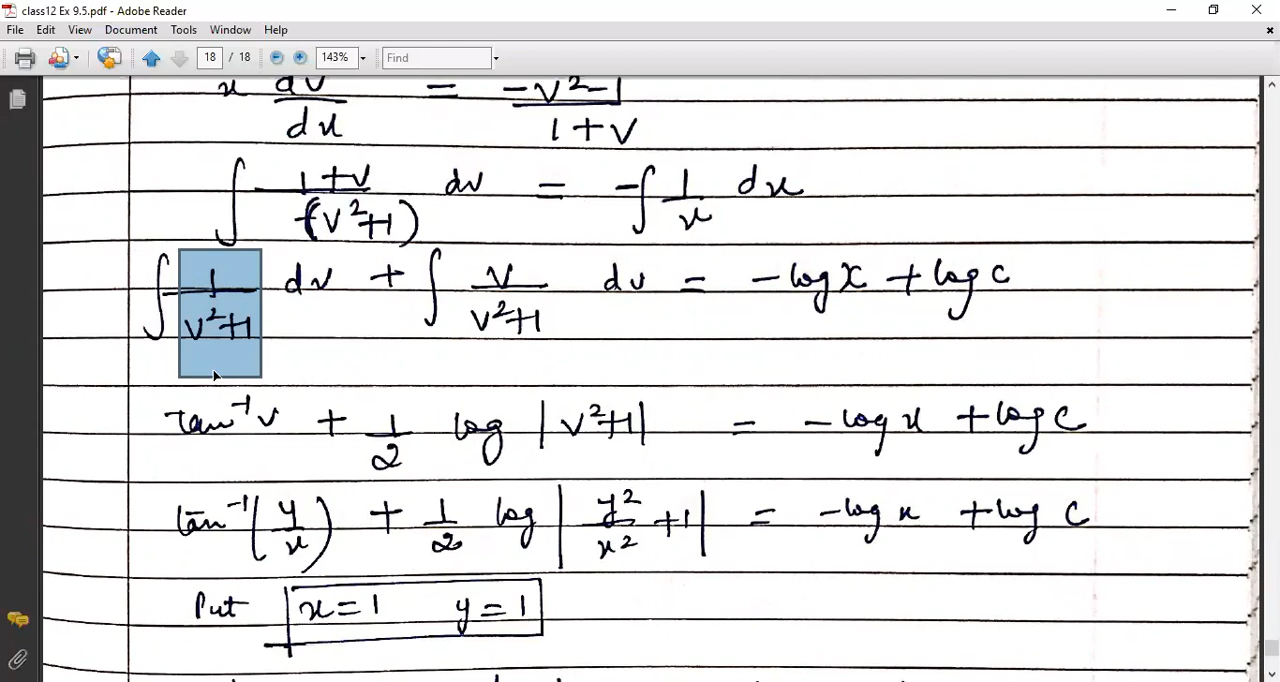 class12 Ex 9.5.pdf - Adobe Reader
File Edit View Document Tools Window Help
18 / 18 143% Find
x dv/dx = -v²-1/1+v
∫ 1+v/(v²+1) dv = -∫ 1/x dx
∫ 1/v²+1 dv + ∫ v/v²+1 dv = -log x + log c
tan⁻¹v + 1/2 log |v²+1| = -log x + log c
tan⁻¹(y/x) + 1/2 log |y²/x² +1| = -log x + log c
Put x=1 y=1